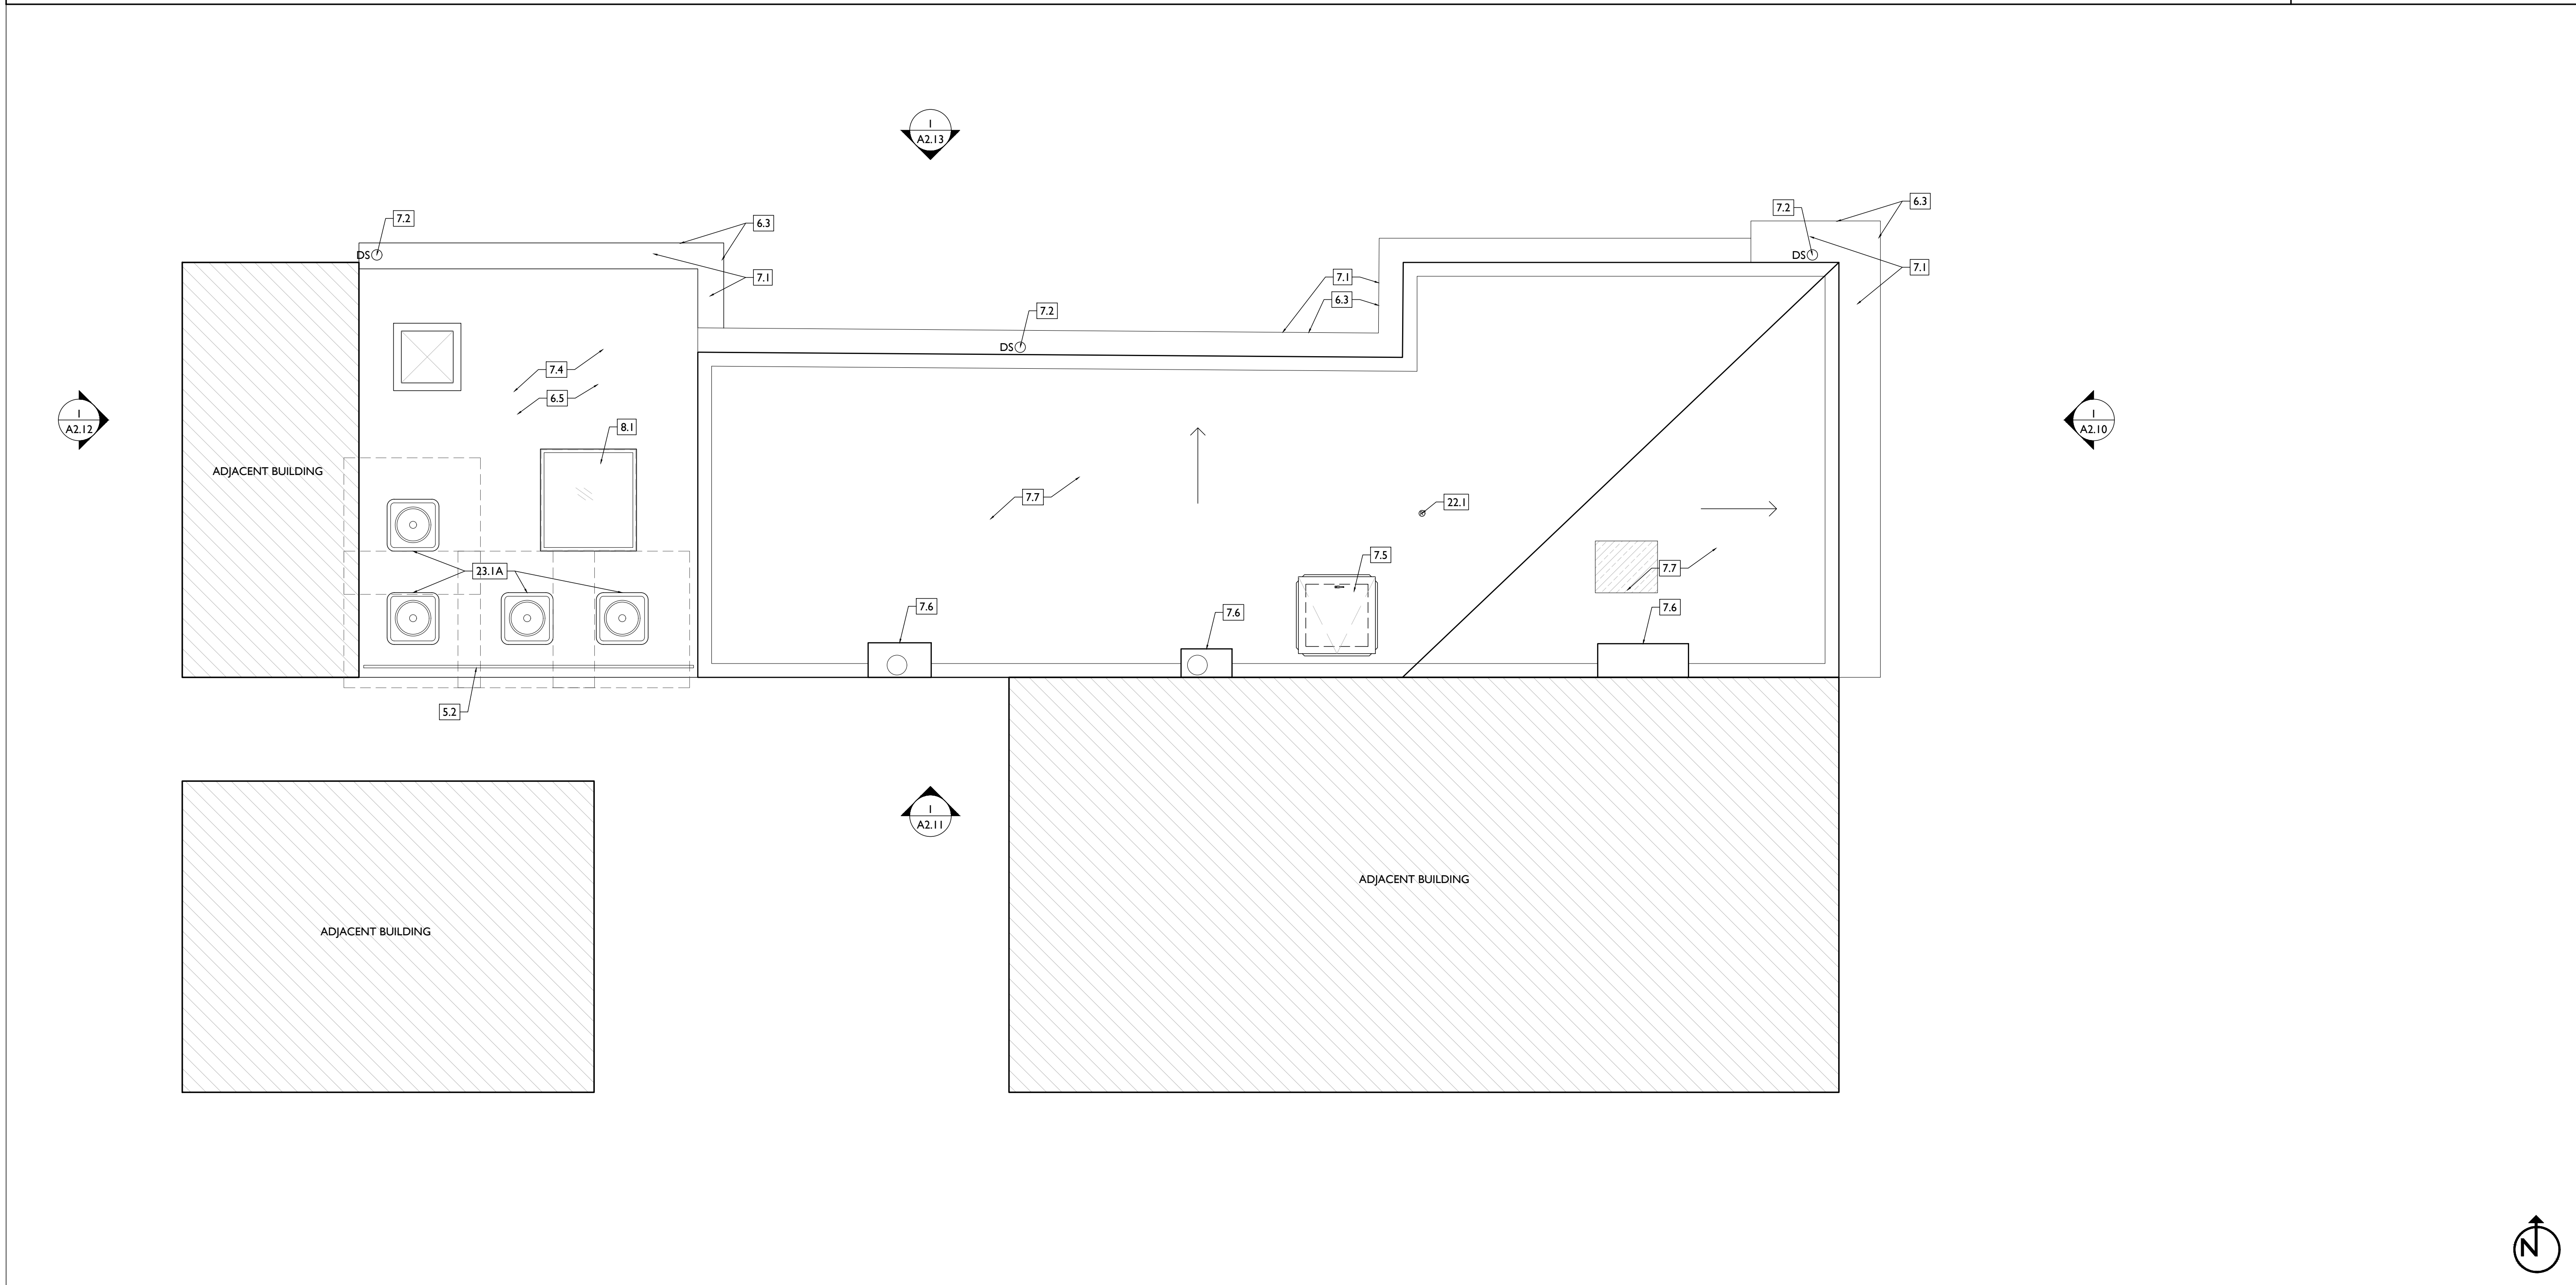 1
A2.13
6.3
7.2
7.2
6.3
DS
DS
7.1
7.1
7.1
6.3
7.2
DS
7.4
6.5
1
A2.12
8.1
1
A2.10
ADJACENT BUILDING
7.7
22.1
7.5
23.1A
7.7
7.6
7.6
7.6
5.2
1
A2.11
ADJACENT BUILDING
ADJACENT BUILDING
N